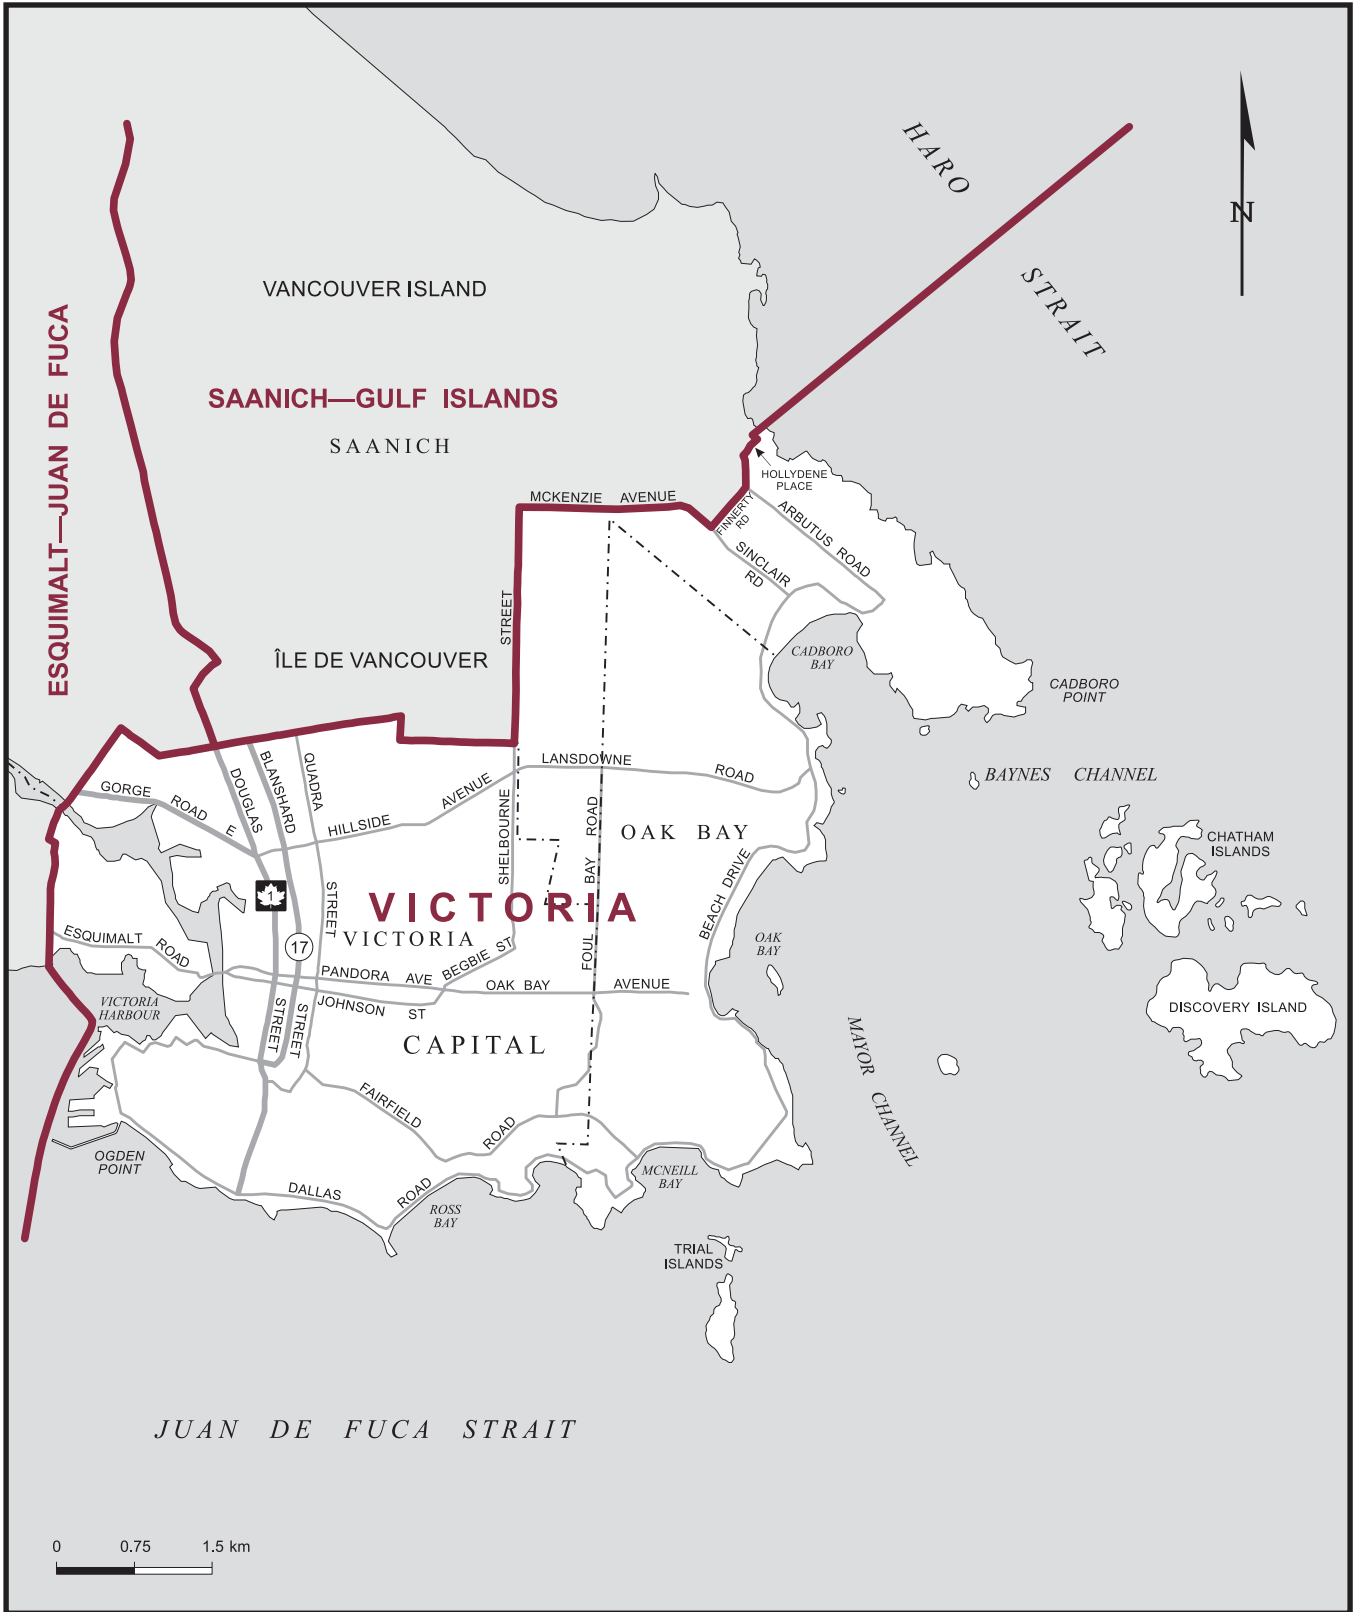 HARO
STRAIT
N
VANCOUVER ISLAND
ESQUIMALT—JUAN DE FUCA
SAANICH—GULF ISLANDS
SAANICH
HOLLYDENE
PLACE
MCKENZIE AVENUE
FINNERTY
RD
ARBUTUS ROAD
SINCLAIR
RD
STREET
ÎLE DE VANCOUVER
CADBORO
BAY
CADBORO
POINT
BAYNES CHANNEL
LANSDOWNE ROAD
GORGE ROAD E
DOUGLAS
BLANSHARD
QUADRA
HILLSIDE AVENUE
SHELBOURNE
FOUL BAY ROAD
OAK BAY
CHATHAM
ISLANDS
BEACH DRIVE
1
VICTORIA
STREET
VICTORIA
17
ESQUIMALT ROAD
BEGBIE ST
OAK
BAY
PANDORA AVE
OAK BAY AVENUE
JOHNSON ST
VICTORIA
HARBOUR
STREET
STREET
DISCOVERY ISLAND
CAPITAL
MAYOR CHANNEL
FAIRFIELD ROAD
OGDEN
POINT
DALLAS ROAD
ROSS
BAY
MCNEILL
BAY
TRIAL
ISLANDS
JUAN DE FUCA STRAIT
0 0.75 1.5 km